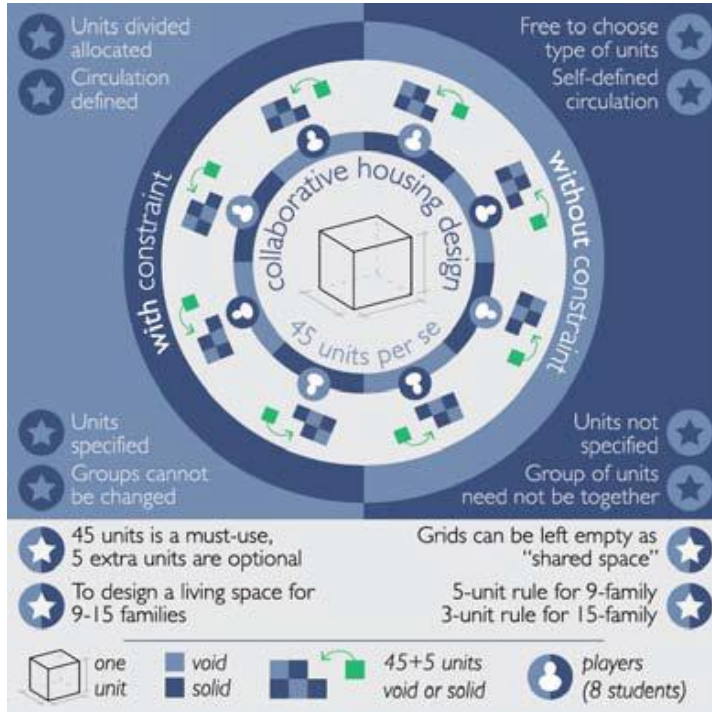 Units divided
allocated
Circulation
defined
Free to choose
type of units
Self-defined
circulation
with constraint
collaborative housing design
45 units per se
without constraint
Units
specified
Groups cannot
be changed
Units not
specified
Group of units
need not be together
45 units is a must-use,
5 extra units are optional
To design a living space for
9-15 families
Grids can be left empty as
“shared space”
5-unit rule for 9-family
3-unit rule for 15-family
one
unit
void
solid
45+5 units
void or solid
players
(8 students)